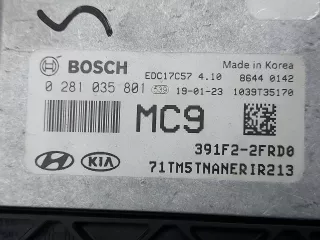 BOSCH EDC17C57 4.10 Made in Korea
8644 0142
0 281 035 801 539 19-01-23 1039T35170
MC9
391F2-2FRD0
KIA
71TM5TNANERIR213